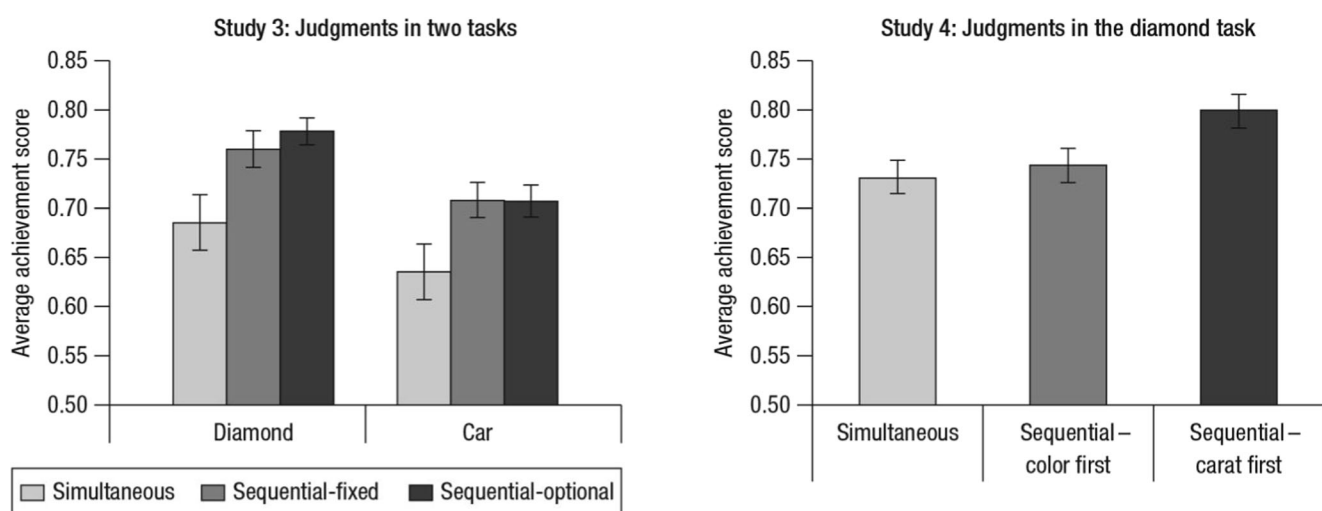 Study 3: Judgments in two tasks
Average achievement score
0.85
0.80
0.75
0.70
0.65
0.60
0.55
0.50
Diamond Car
Simultaneous Sequential-fixed Sequential-optional
Study 4: Judgments in the diamond task
Average achievement score
0.85
0.80
0.75
0.70
0.65
0.60
0.55
0.50
Simultaneous Sequential– Sequential–
color first carat first